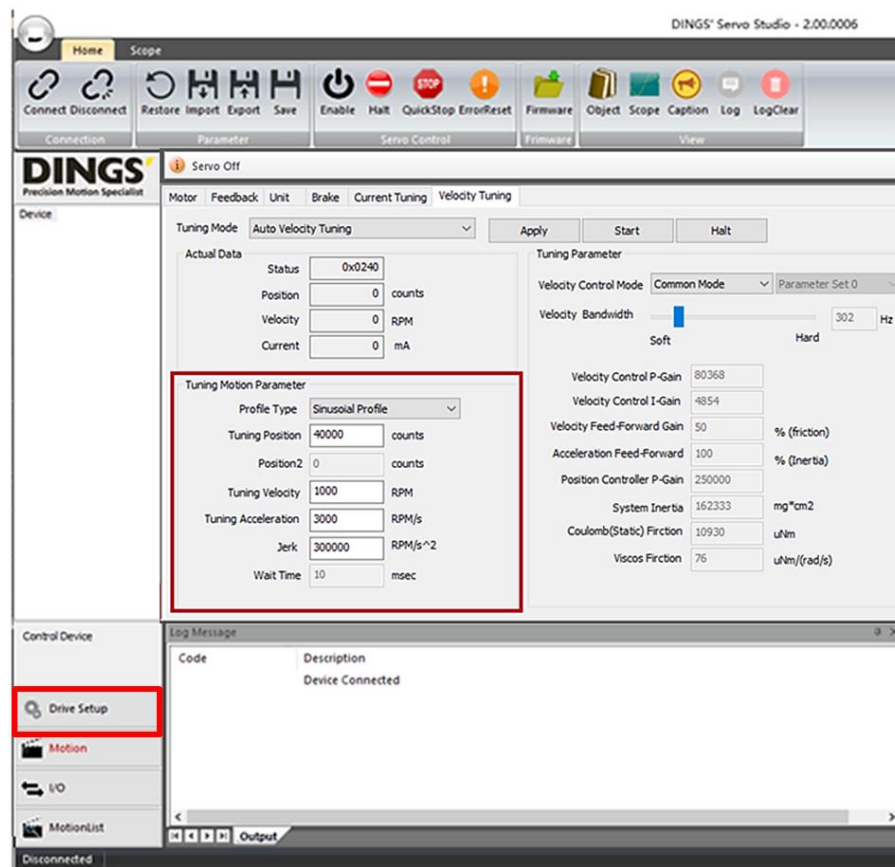 DINGS' Servo Studio - 2.00.0006
Home Scope
Connect Disconnect Restore Import Export Save Enable Halt QuickStop ErrorReset Firmware Object Scope Caption Log LogClear
STOP
Connection Parameter Servo Control Frimware View
DINGS'
Precision Motion Specialist
Servo Off
Motor Feedback Unit Brake Current Tuning Velocity Tuning
Device
Tuning Mode Auto Velocity Tuning Apply Start Halt
Actual Data
Status 0x0240
Position 0 counts
Velocity 0 RPM
Current 0 mA
Tuning Motion Parameter
Profile Type Sinusoial Profile
Tuning Position 40000 counts
Position2 0 counts
Tuning Velocity 1000 RPM
Tuning Acceleration 3000 RPM/s
Jerk 300000 RPM/s^2
Wait Time 10 msec
Tuning Parameter
Velocity Control Mode Common Mode Parameter Set 0
Velocity Bandwidth 302 Hz
Soft Hard
Velocity Control P-Gain 80368
Velocity Control I-Gain 4854
Velocity Feed-Forward Gain 50 % (friction)
Acceleration Feed-Forward 100 % (Inertia)
Position Controller P-Gain 250000
System Inertia 162333 mg*cm2
Coulomb(Static) Firction 10930 uNm
Viscos Firction 76 uNm/(rad/s)
Control Device
Drive Setup
Motion
I/O
MotionList
Log Message
Code Description
Device Connected
Output
Disconnected